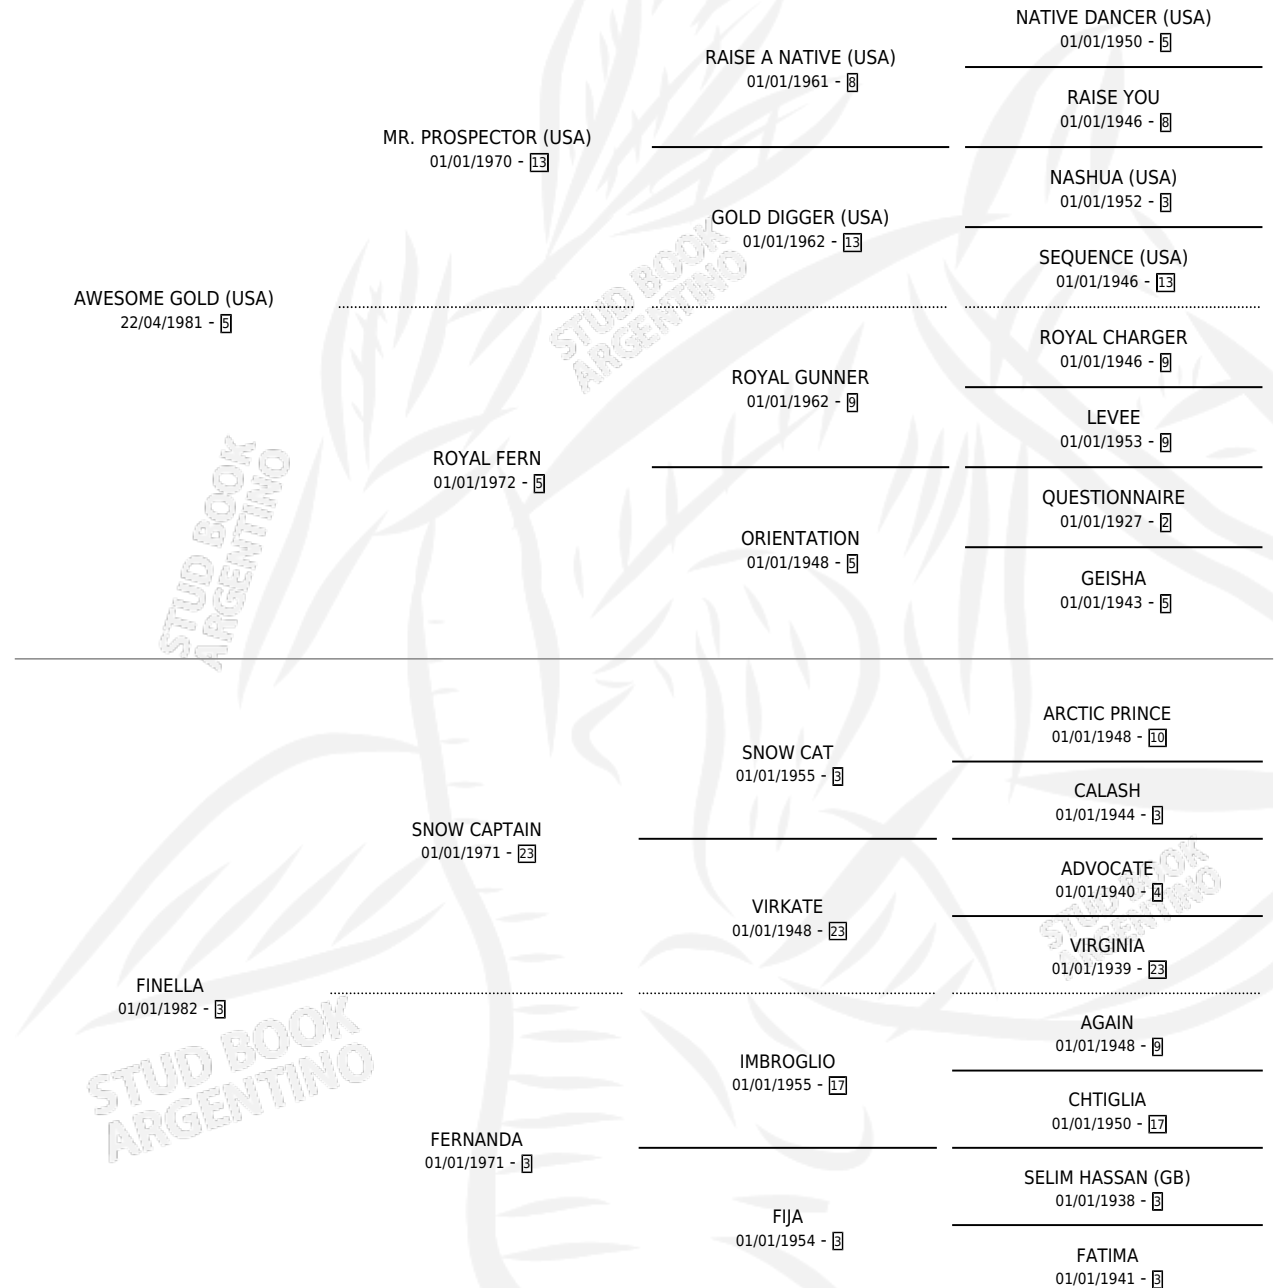 NATIVE DANCER (USA)
01/01/1950 - 5
RAISE A NATIVE (USA)
01/01/1961 - 8
RAISE YOU
01/01/1946 - 8
MR. PROSPECTOR (USA)
01/01/1970 - 13
NASHUA (USA)
01/01/1952 - 3
GOLD DIGGER (USA)
01/01/1962 - 13
SEQUENCE (USA)
01/01/1946 - 13
AWESOME GOLD (USA)
22/04/1981 - 5
STUD BOOK
ARGENTINO
ROYAL CHARGER
01/01/1946 - 9
ROYAL GUNNER
01/01/1962 - 9
LEVEE
01/01/1953 - 9
ROYAL FERN
01/01/1972 - 5
STUD BOOK
ARGENTINO
QUESTIONNAIRE
01/01/1927 - 2
ORIENTATION
01/01/1948 - 5
GEISHA
01/01/1943 - 5
ARCTIC PRINCE
01/01/1948 - 10
SNOW CAT
01/01/1955 - 3
CALASH
01/01/1944 - 3
SNOW CAPTAIN
01/01/1971 - 23
ADVOCATE
01/01/1940 - 4
STUD BOOK
ARGENTINO
VIRKATE
01/01/1948 - 23
VIRGINIA
01/01/1939 - 23
FINELLA
01/01/1982 - 3
STUD BOOK
ARGENTINO
AGAIN
01/01/1948 - 9
IMBROGLIO
01/01/1955 - 17
CHTIGLIA
01/01/1950 - 17
FERNANDA
01/01/1971 - 3
SELIM HASSAN (GB)
01/01/1938 - 3
FIJA
01/01/1954 - 3
FATIMA
01/01/1941 - 3